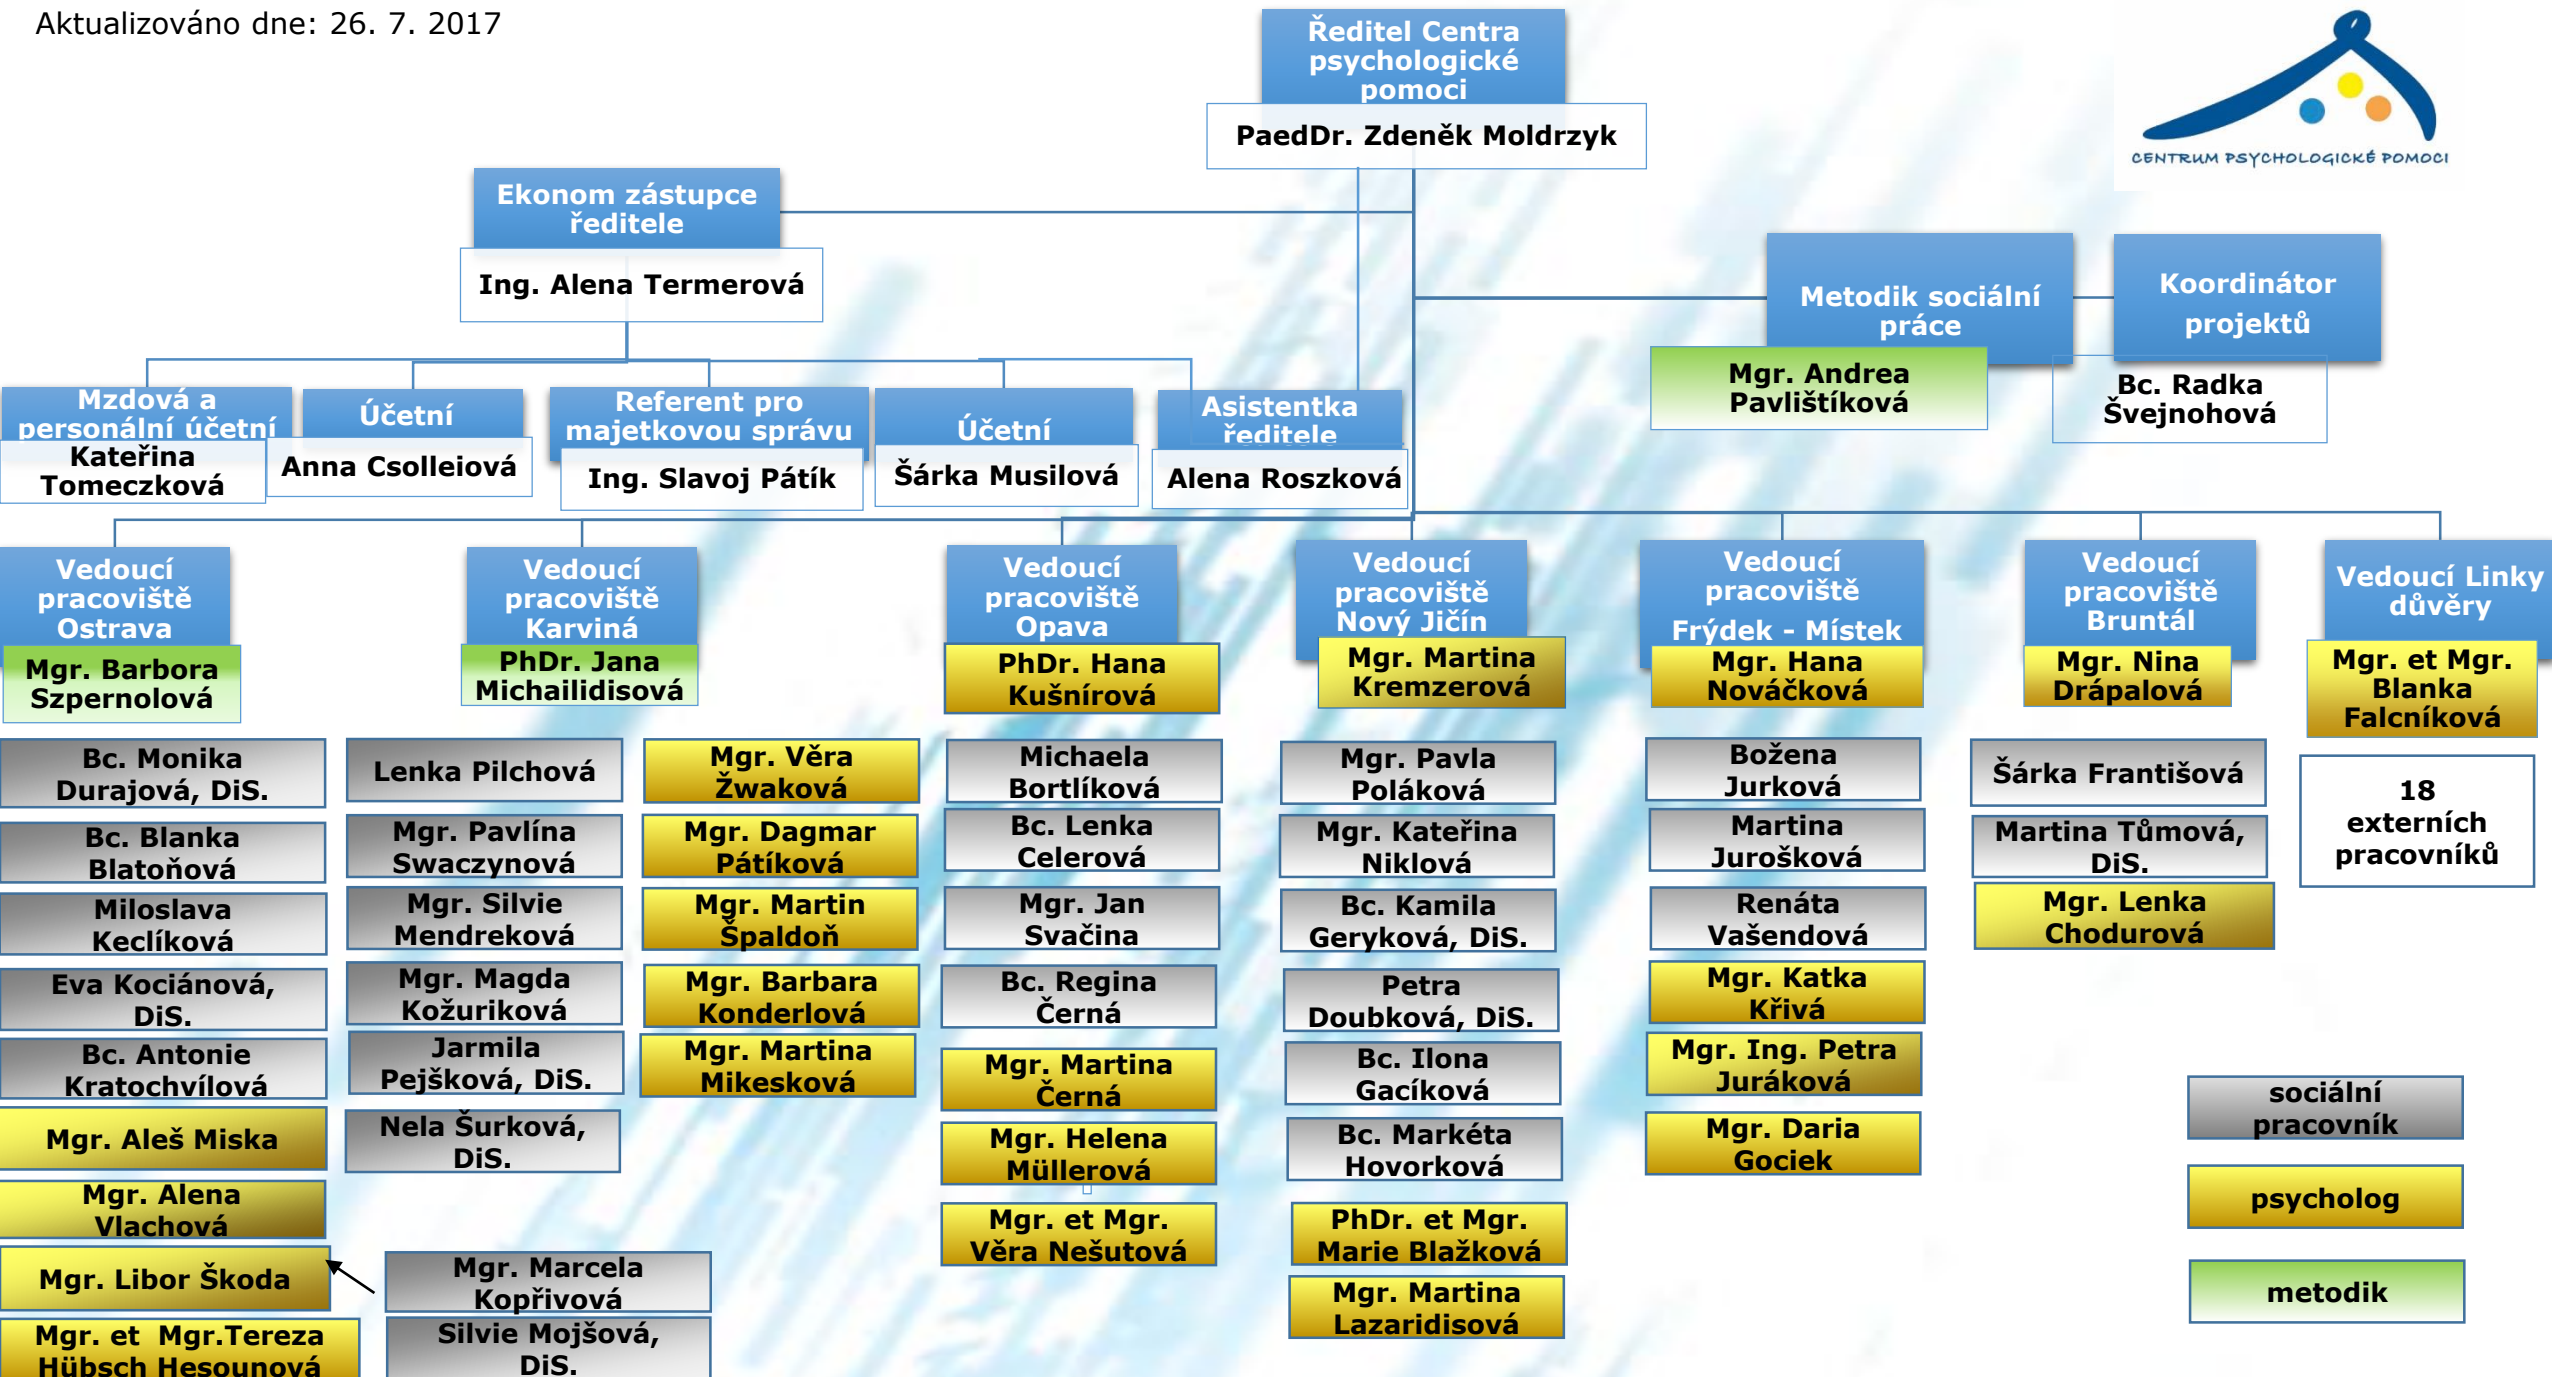 Aktualizováno dne: 26. 7. 2017
Ředitel Centra
psychologické
pomoci
PaedDr. Zdeněk Moldrzyk
CENTRUM PSYCHOLOGICKÉ POMOCI
Ekonom zástupce
ředitele
Ing. Alena Termerová
Metodik sociální
práce
Mgr. Andrea
Pavlištíková
Koordinátor
projektů
Bc. Radka
Švejnohová
Mzdová a
personální účetní
Kateřina
Tomeczková
Účetní
Anna Csolleiová
Referent pro
majetkovou správu
Ing. Slavoj Pátík
Účetní
Šárka Musilová
Asistentka
ředitele
Alena Roszková
Vedoucí
pracoviště
Ostrava
Mgr. Barbora
Szpernolová
Bc. Monika
Durajová, DiS.
Bc. Blanka
Blatoňová
Miloslava
Keclíková
Eva Kociánová,
DiS.
Bc. Antonie
Kratochvílová
Mgr. Aleš Miska
Mgr. Alena
Vlachová
Mgr. Libor Škoda
Mgr. et  Mgr.Tereza
Hübsch Hesounová
Mgr. Marcela
Kopřivová
Silvie Mojšová,
DiS.
Vedoucí
pracoviště
Karviná
PhDr. Jana
Michailidisová
Lenka Pilchová
Mgr. Pavlína
Swaczynová
Mgr. Silvie
Mendreková
Mgr. Magda
Kožuriková
Jarmila
Pejšková, DiS.
Nela Šurková,
DiS.
Mgr. Věra
Žwaková
Mgr. Dagmar
Pátíková
Mgr. Martin
Špaldoň
Mgr. Barbara
Konderlová
Mgr. Martina
Mikesková
Vedoucí
pracoviště
Opava
PhDr. Hana
Kušnírová
Michaela
Bortlíková
Bc. Lenka
Celerová
Mgr. Jan
Svačina
Bc. Regina
Černá
Mgr. Martina
Černá
Mgr. Helena
Müllerová
Mgr. et Mgr.
Věra Nešutová
Vedoucí
pracoviště
Nový Jičín
Mgr. Martina
Kremzerová
Mgr. Pavla
Poláková
Mgr. Kateřina
Niklová
Bc. Kamila
Geryková, DiS.
Petra
Doubková, DiS.
Bc. Ilona
Gacíková
Bc. Markéta
Hovorková
PhDr. et Mgr.
Marie Blažková
Mgr. Martina
Lazaridisová
Vedoucí
pracoviště
Frýdek - Místek
Mgr. Hana
Nováčková
Božena
Jurková
Martina
Jurošková
Renáta
Vašendová
Mgr. Katka
Křivá
Mgr. Ing. Petra
Juráková
Mgr. Daria
Gociek
Vedoucí
pracoviště
Bruntál
Mgr. Nina
Drápalová
Šárka Františová
Martina Tůmová,
DiS.
Mgr. Lenka
Chodurová
Vedoucí Linky
důvěry
Mgr. et Mgr.
Blanka
Falcníková
18
externích
pracovníků
sociální
pracovník
psycholog
metodik